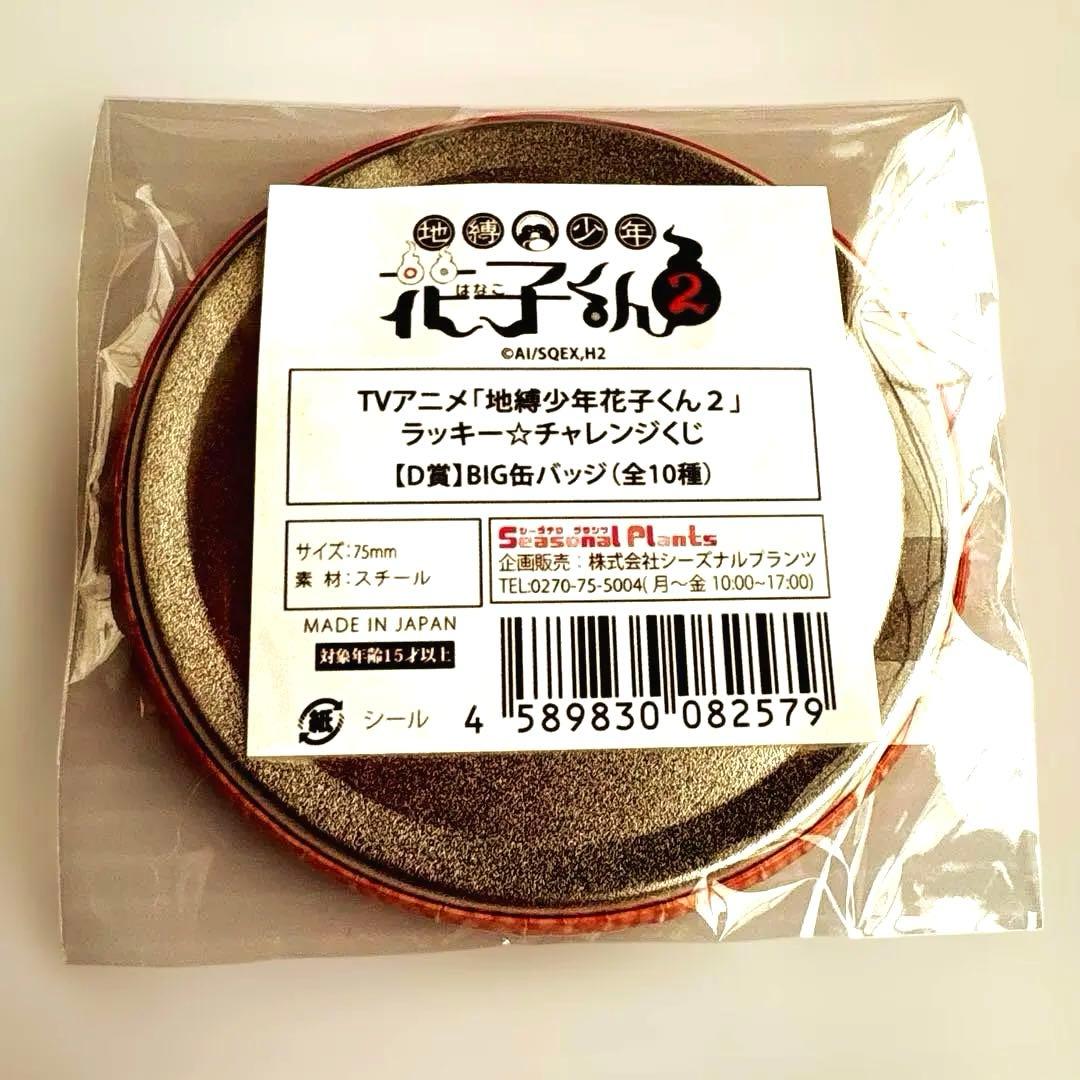 地縛少年
花子くん2
はなこ
©AI/SQEX,H2
TVアニメ「地縛少年花子くん２」
ラッキー☆チャレンジくじ
【D賞】BIG缶バッジ（全10種）
サイズ:75mm
素 材:スチール
シーズナル プランツ
Seasonal Plants
企画販売：株式会社シーズナルプランツ
TEL:0270-75-5004( 月～金 10:00~17:00)
MADE IN JAPAN
対象年齢15才以上
紙 シール
4 589830 082579